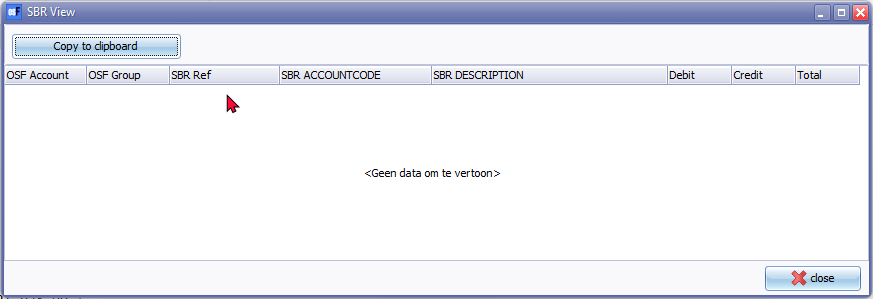 SBR View
Copy to clipboard
OSF Account OSF Group SBR Ref SBR ACCOUNTCODE SBR DESCRIPTION Debit Credit Total
<Geen data om te vertoon>
close